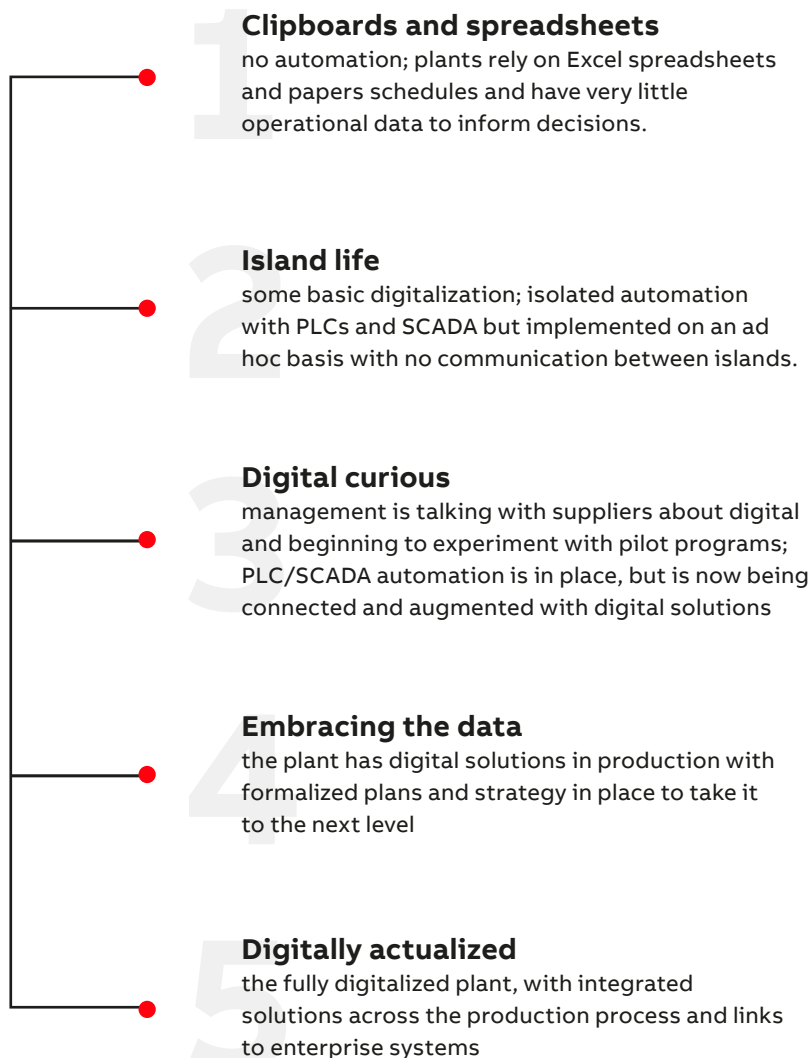 1
Clipboards and spreadsheets
no automation; plants rely on Excel spreadsheets
and papers schedules and have very little
operational data to inform decisions.
2
Island life
some basic digitalization; isolated automation
with PLCs and SCADA but implemented on an ad
hoc basis with no communication between islands.
3
Digital curious
management is talking with suppliers about digital
and beginning to experiment with pilot programs;
PLC/SCADA automation is in place, but is now being
connected and augmented with digital solutions
4
Embracing the data
the plant has digital solutions in production with
formalized plans and strategy in place to take it
to the next level
5
Digitally actualized
the fully digitalized plant, with integrated
solutions across the production process and links
to enterprise systems